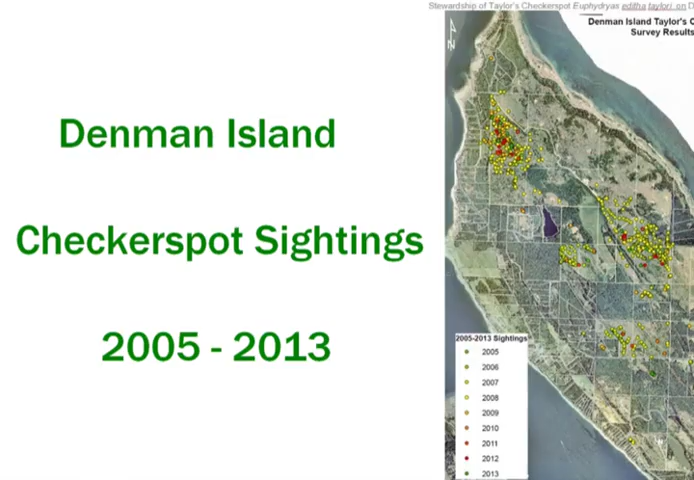 Stewardship of Taylor's Checkerspot Euphydryas editha taylori on D
Denman Island Taylor's C
Survey Results
N
Denman Island
Checkerspot Sightings
2005 - 2013
2005-2013 Sightings
2005
2006
2007
2008
2009
2010
2011
2012
2013